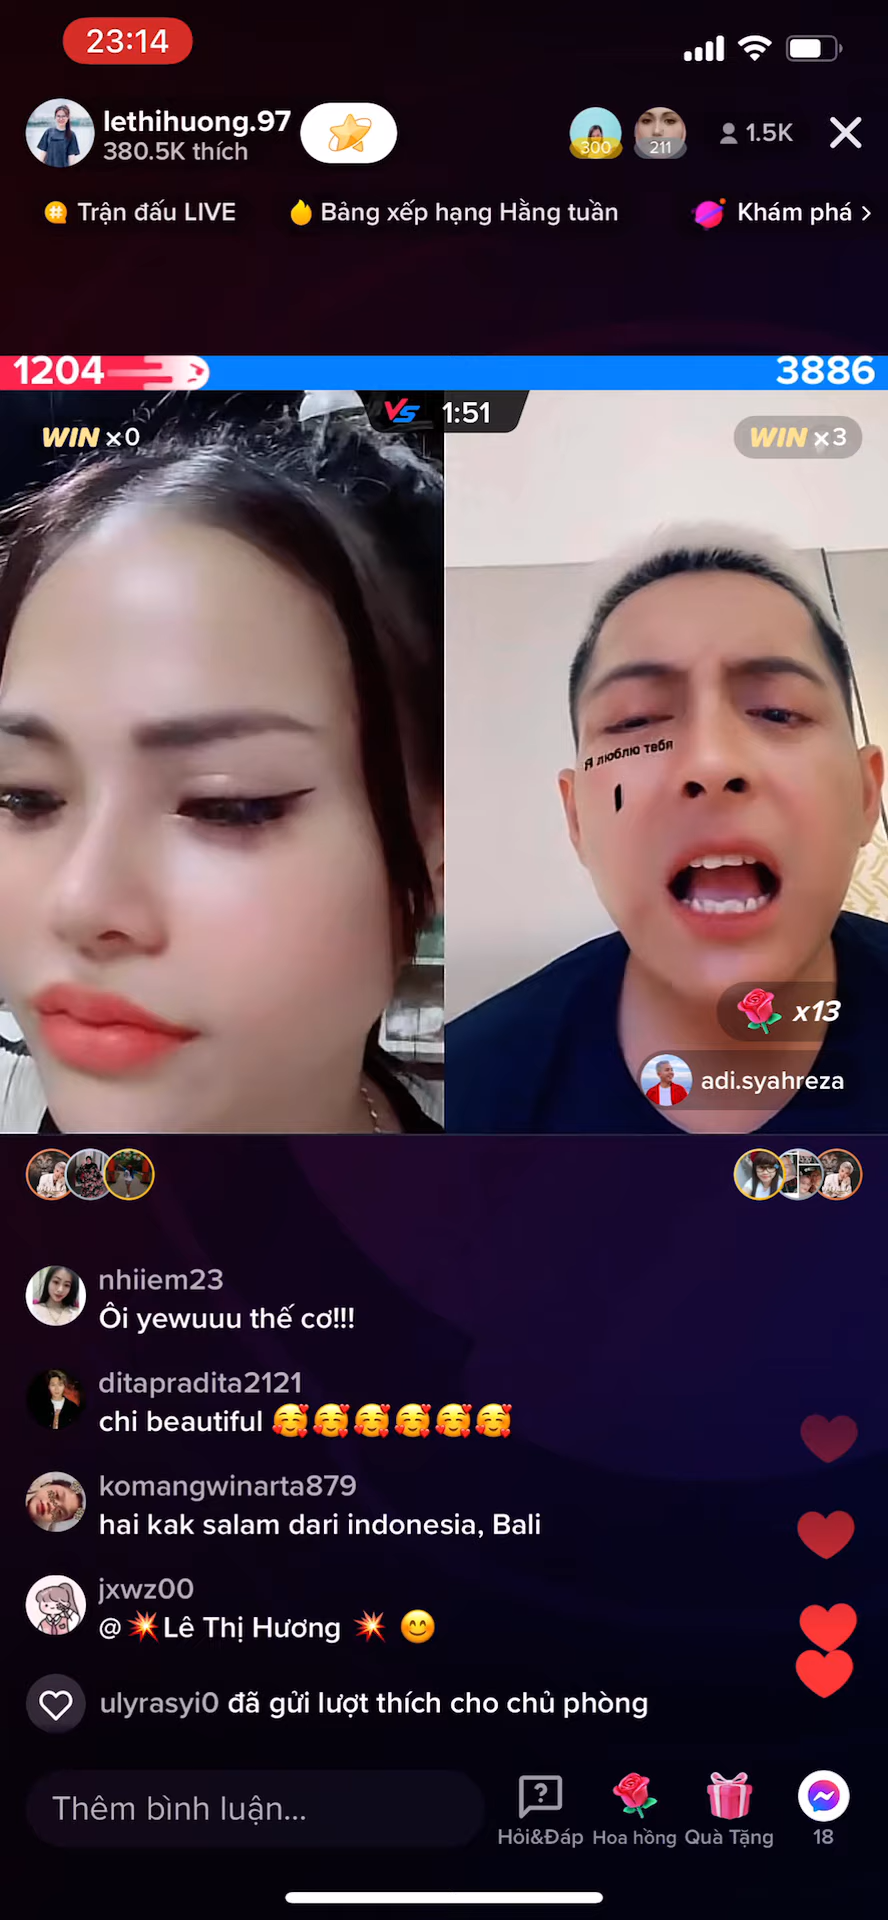 23:14
lethihuong.97
380.5K thích
300
211
1.5K
Trận đấu LIVE
Bảng xếp hạng Hằng tuần
Khám phá >
1204
3886
VS
1:51
WIN x0
WIN x3
Я люблю тебя
x13
adi.syahreza
nhiiem23
Ôi yewuuu thế cơ!!!
ditapradita2121
chi beautiful 🥰🥰🥰🥰🥰🥰
komangwinarta879
hai kak salam dari indonesia, Bali
jxwz00
@💥Lê Thị Hương 💥 😊
ulyrasyi0 đã gửi lượt thích cho chủ phòng
Thêm bình luận...
Hỏi&Đáp
Hoa hồng
Quà Tặng
18